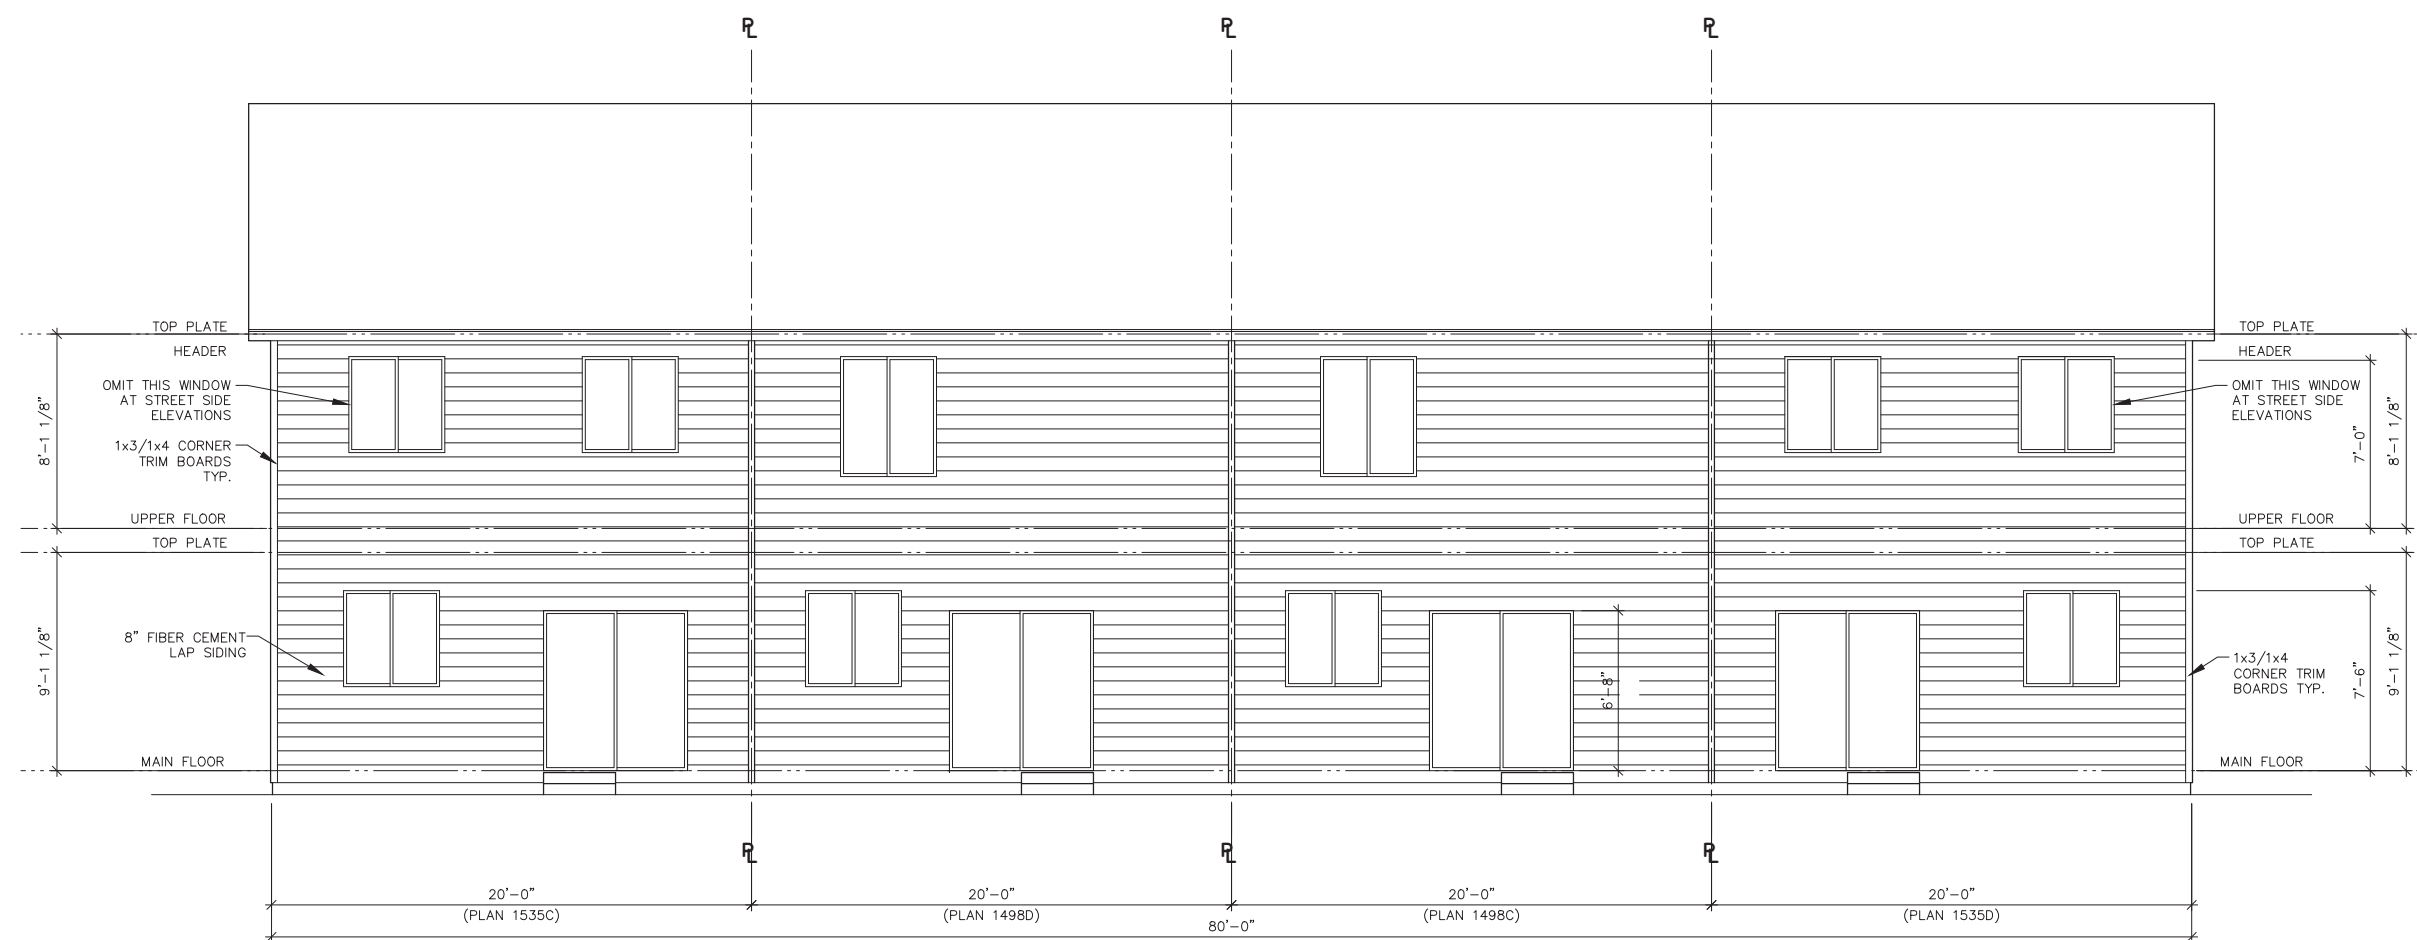 PL PL PL
TOP PLATE
HEADER
OMIT THIS WINDOW
AT STREET SIDE
ELEVATIONS
8'-1 1/8"
1x3/1x4 CORNER
TRIM BOARDS
TYP.
UPPER FLOOR
TOP PLATE
8" FIBER CEMENT
LAP SIDING
9'-1 1/8"
MAIN FLOOR
6'-8"
TOP PLATE
HEADER
OMIT THIS WINDOW
AT STREET SIDE
ELEVATIONS
7'-0"
8'-1 1/8"
UPPER FLOOR
TOP PLATE
1x3/1x4
CORNER TRIM
BOARDS TYP.
7'-6"
9'-1 1/8"
MAIN FLOOR
PL PL PL
20'-0" 20'-0" 20'-0" 20'-0"
(PLAN 1535C) (PLAN 1498D) (PLAN 1498C) (PLAN 1535D)
80'-0"